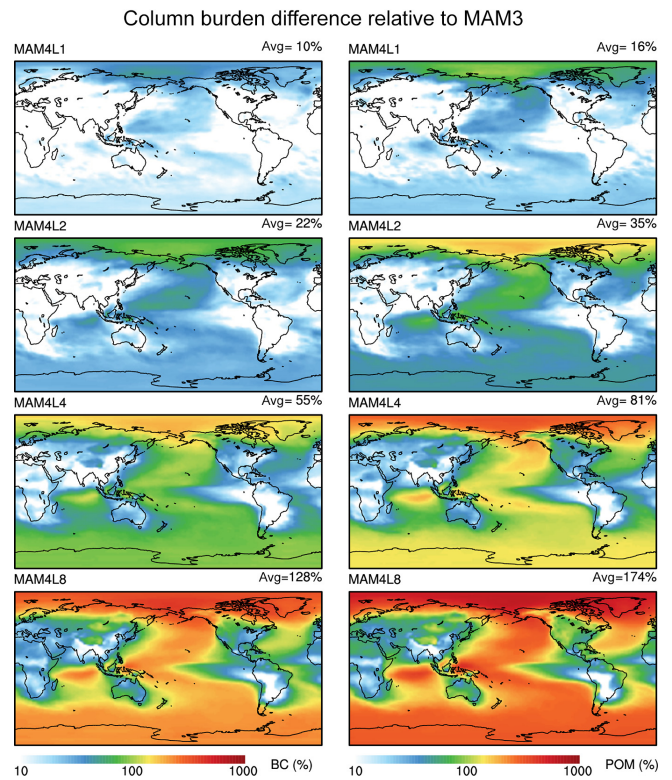 Column burden difference relative to MAM3
MAM4L1 Avg= 10% MAM4L1 Avg= 16%
MAM4L2 Avg= 22% MAM4L2 Avg= 35%
MAM4L4 Avg= 55% MAM4L4 Avg= 81%
MAM4L8 Avg=128% MAM4L8 Avg=174%
10 100 1000 BC (%) 10 100 1000 POM (%)